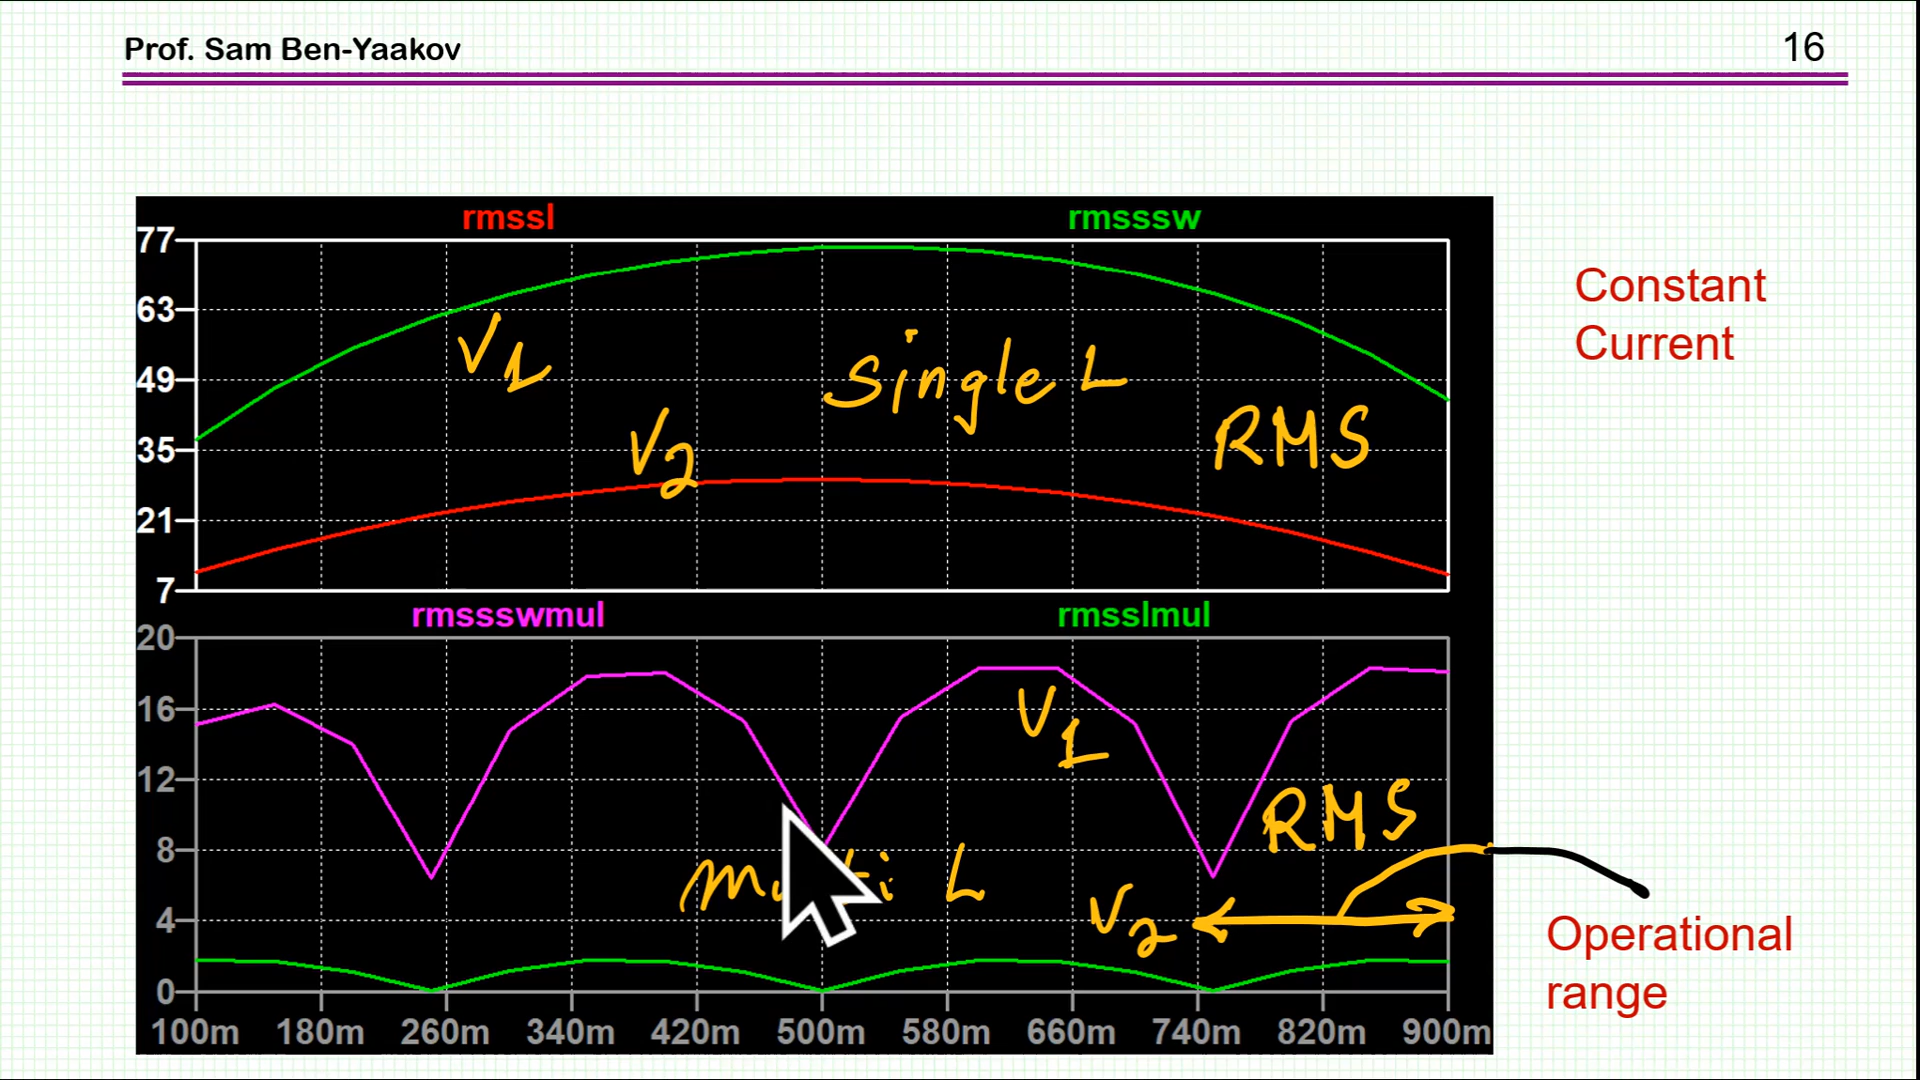 Prof. Sam Ben-Yaakov
16
rmssl rmsssw
77
63
49
35
21
7
V1
V2
Single L
RMS
Constant
Current
rmssswmul rmsslmul
20
16
12
8
4
0
V1
RMS
L
V2
100m 180m 260m 340m 420m 500m 580m 660m 740m 820m 900m
Operational
range